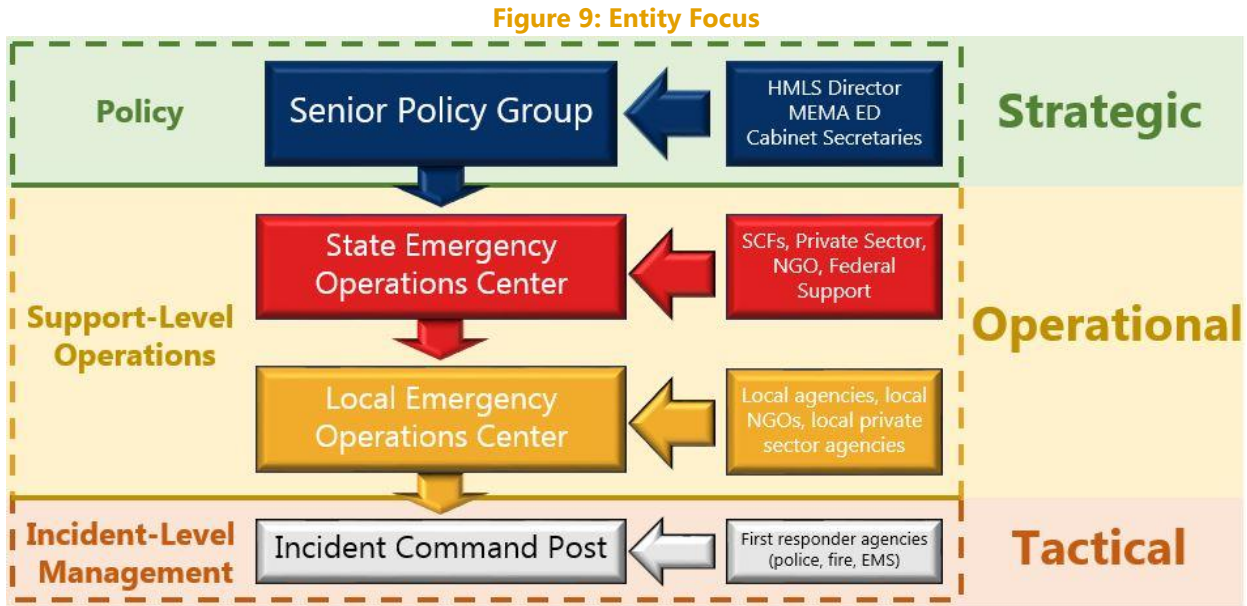 Figure 9: Entity Focus
Policy
Senior Policy Group
HMLS Director
MEMA ED
Cabinet Secretaries
Strategic
Support-Level
Operations
State Emergency
Operations Center
SCFs, Private Sector,
NGO, Federal
Support
Operational
Local Emergency
Operations Center
Local agencies, local
NGOs, local private
sector agencies
Incident-Level
Management
Incident Command Post
First responder agencies
(police, fire, EMS)
Tactical